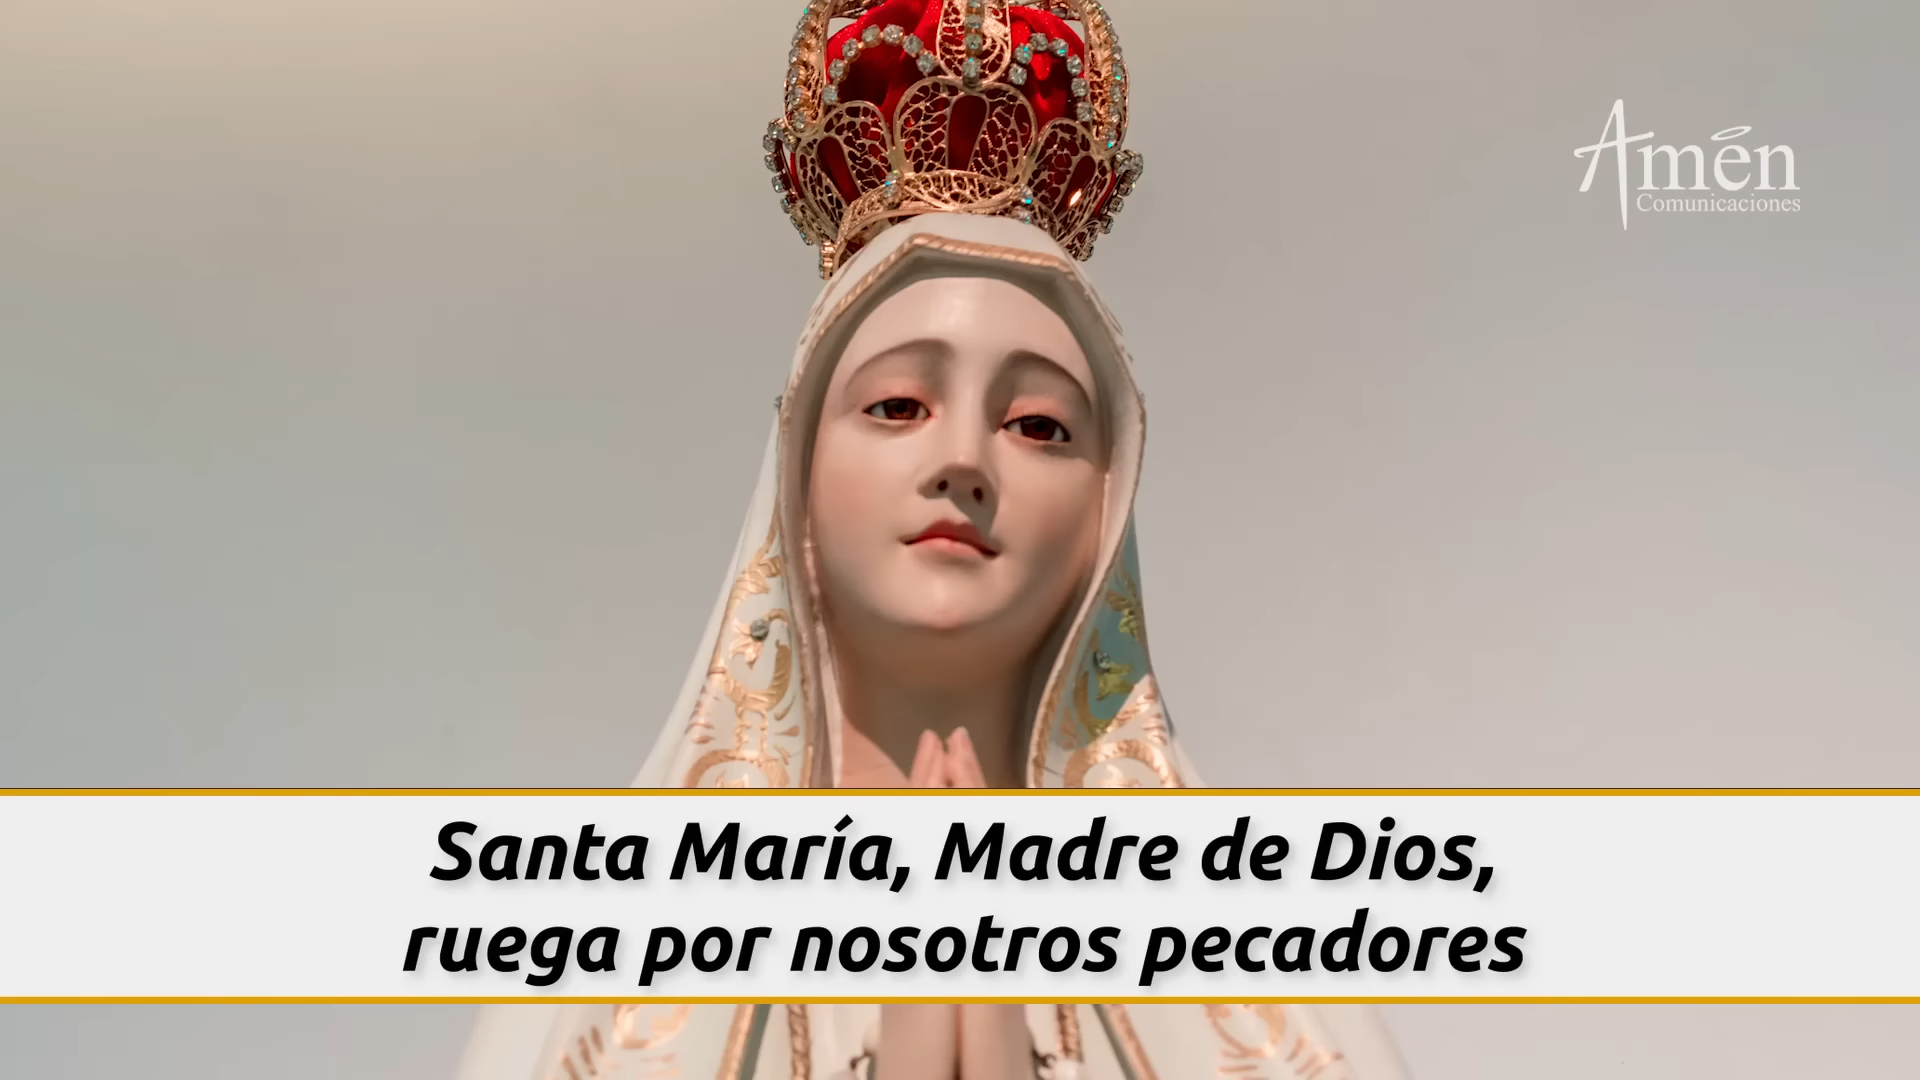 Amén
Comunicaciones
Santa María, Madre de Dios,
ruega por nosotros pecadores